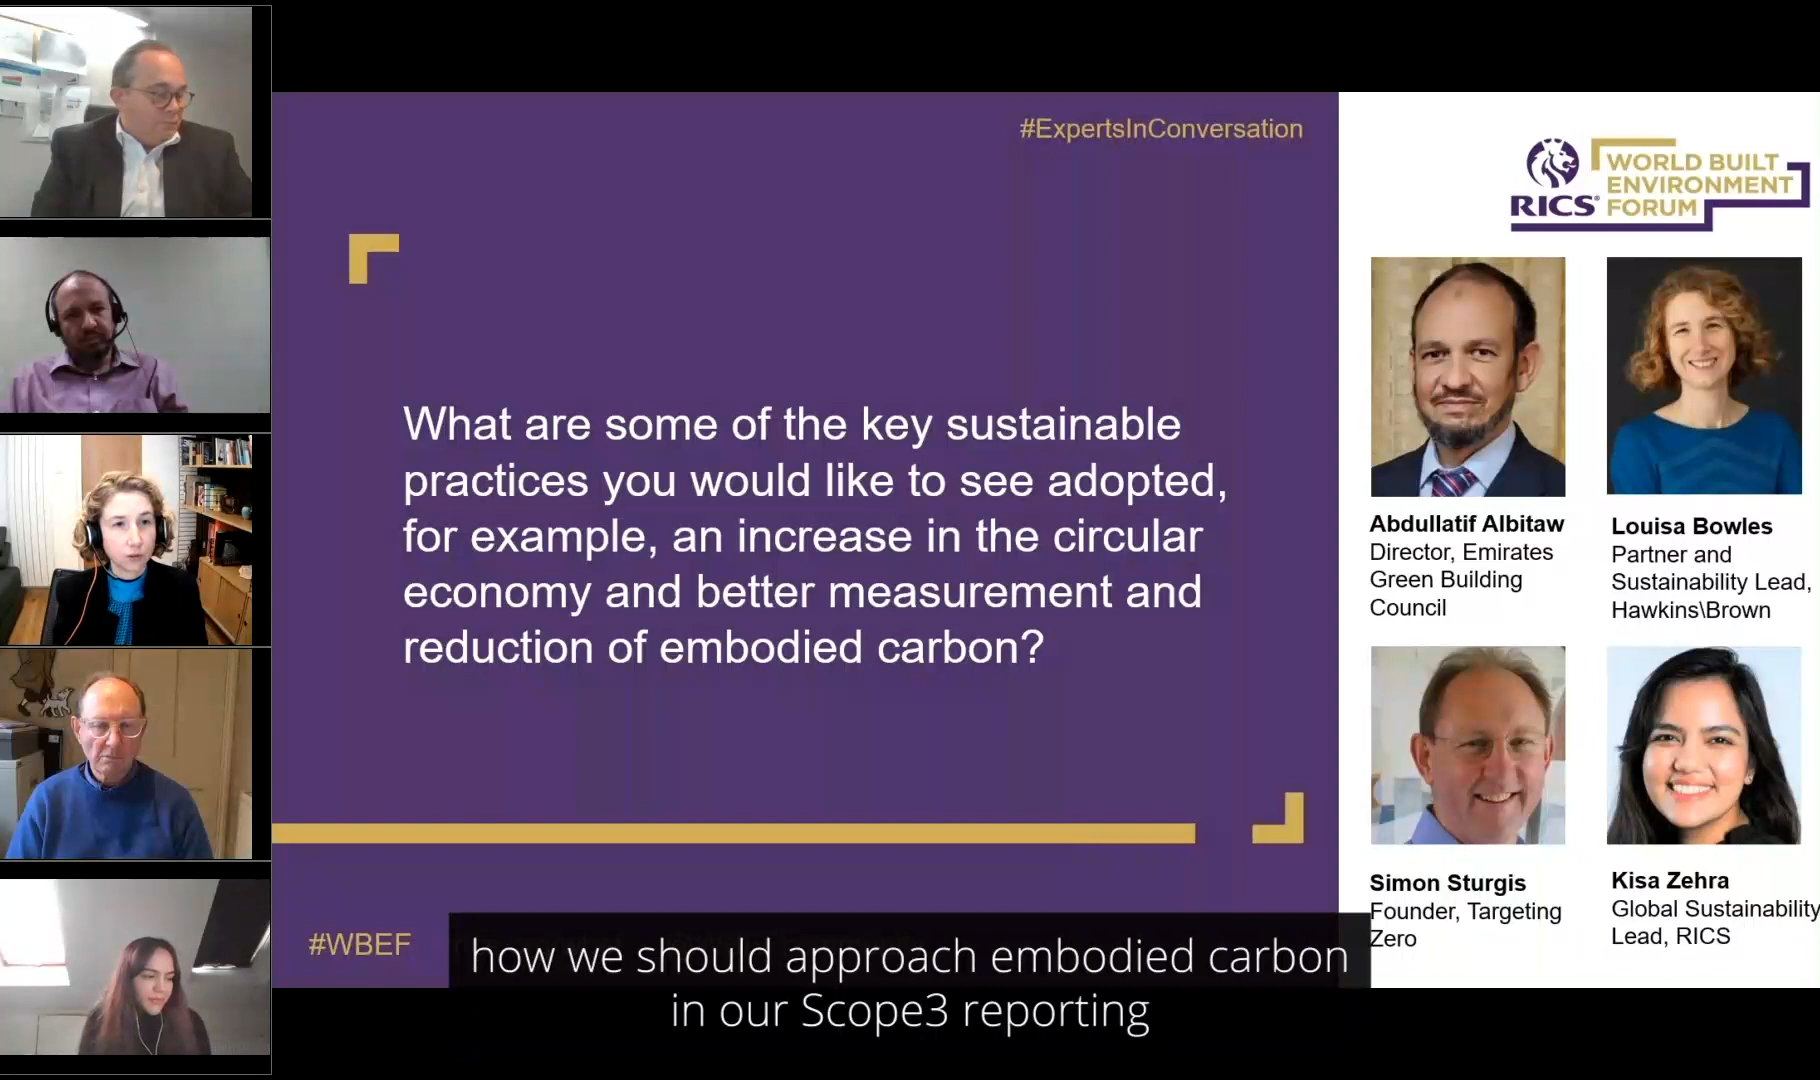 #ExpertsInConversation
RICS
WORLD BUILT
ENVIRONMENT
FORUM
What are some of the key sustainable
practices you would like to see adopted,
for example, an increase in the circular
economy and better measurement and
reduction of embodied carbon?
Abdullatif Albitaw
Director, Emirates
Green Building
Council
Louisa Bowles
Partner and
Sustainability Lead,
Hawkins\Brown
Simon Sturgis
Founder, Targeting
Zero
Kisa Zehra
Global Sustainability
Lead, RICS
#WBEF
how we should approach embodied carbon
in our Scope3 reporting